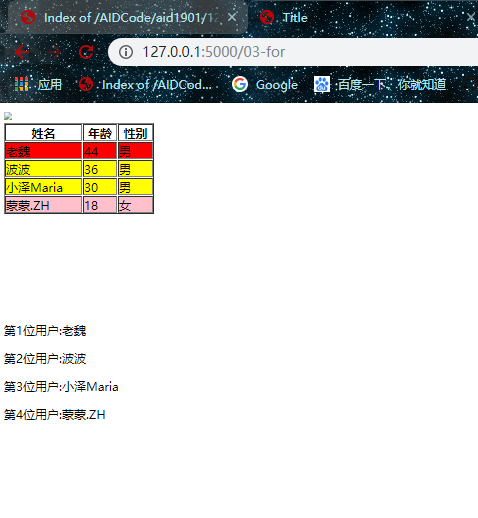 Index of /AIDCode/aid1901/12 Title
127.0.0.1:5000/03-for
应用 Index of /AIDCod... Google 百度一下，你就知道
姓名 年龄 性别
老魏 44 男
波波 36 男
小泽Maria 30 男
蒙蒙.ZH 18 女
第1位用户:老魏
第2位用户:波波
第3位用户:小泽Maria
第4位用户:蒙蒙.ZH